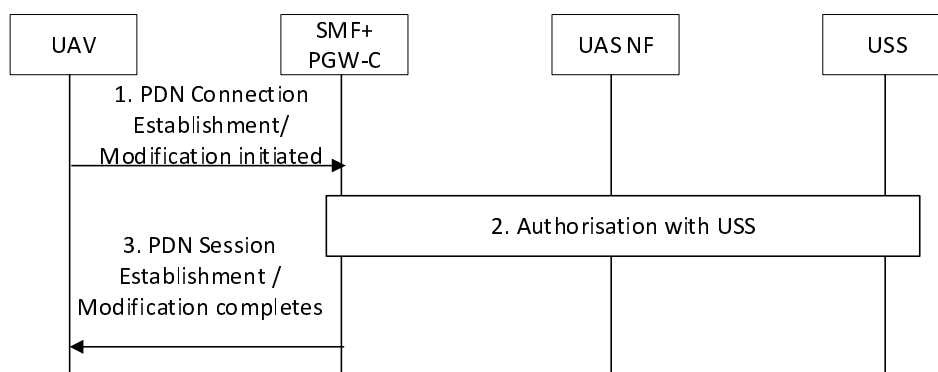 UAV
SMF+
PGW-C
UAS NF
USS
1. PDN Connection
Establishment/
Modification initiated
2. Authorisation with USS
3. PDN Session
Establishment /
Modification completes